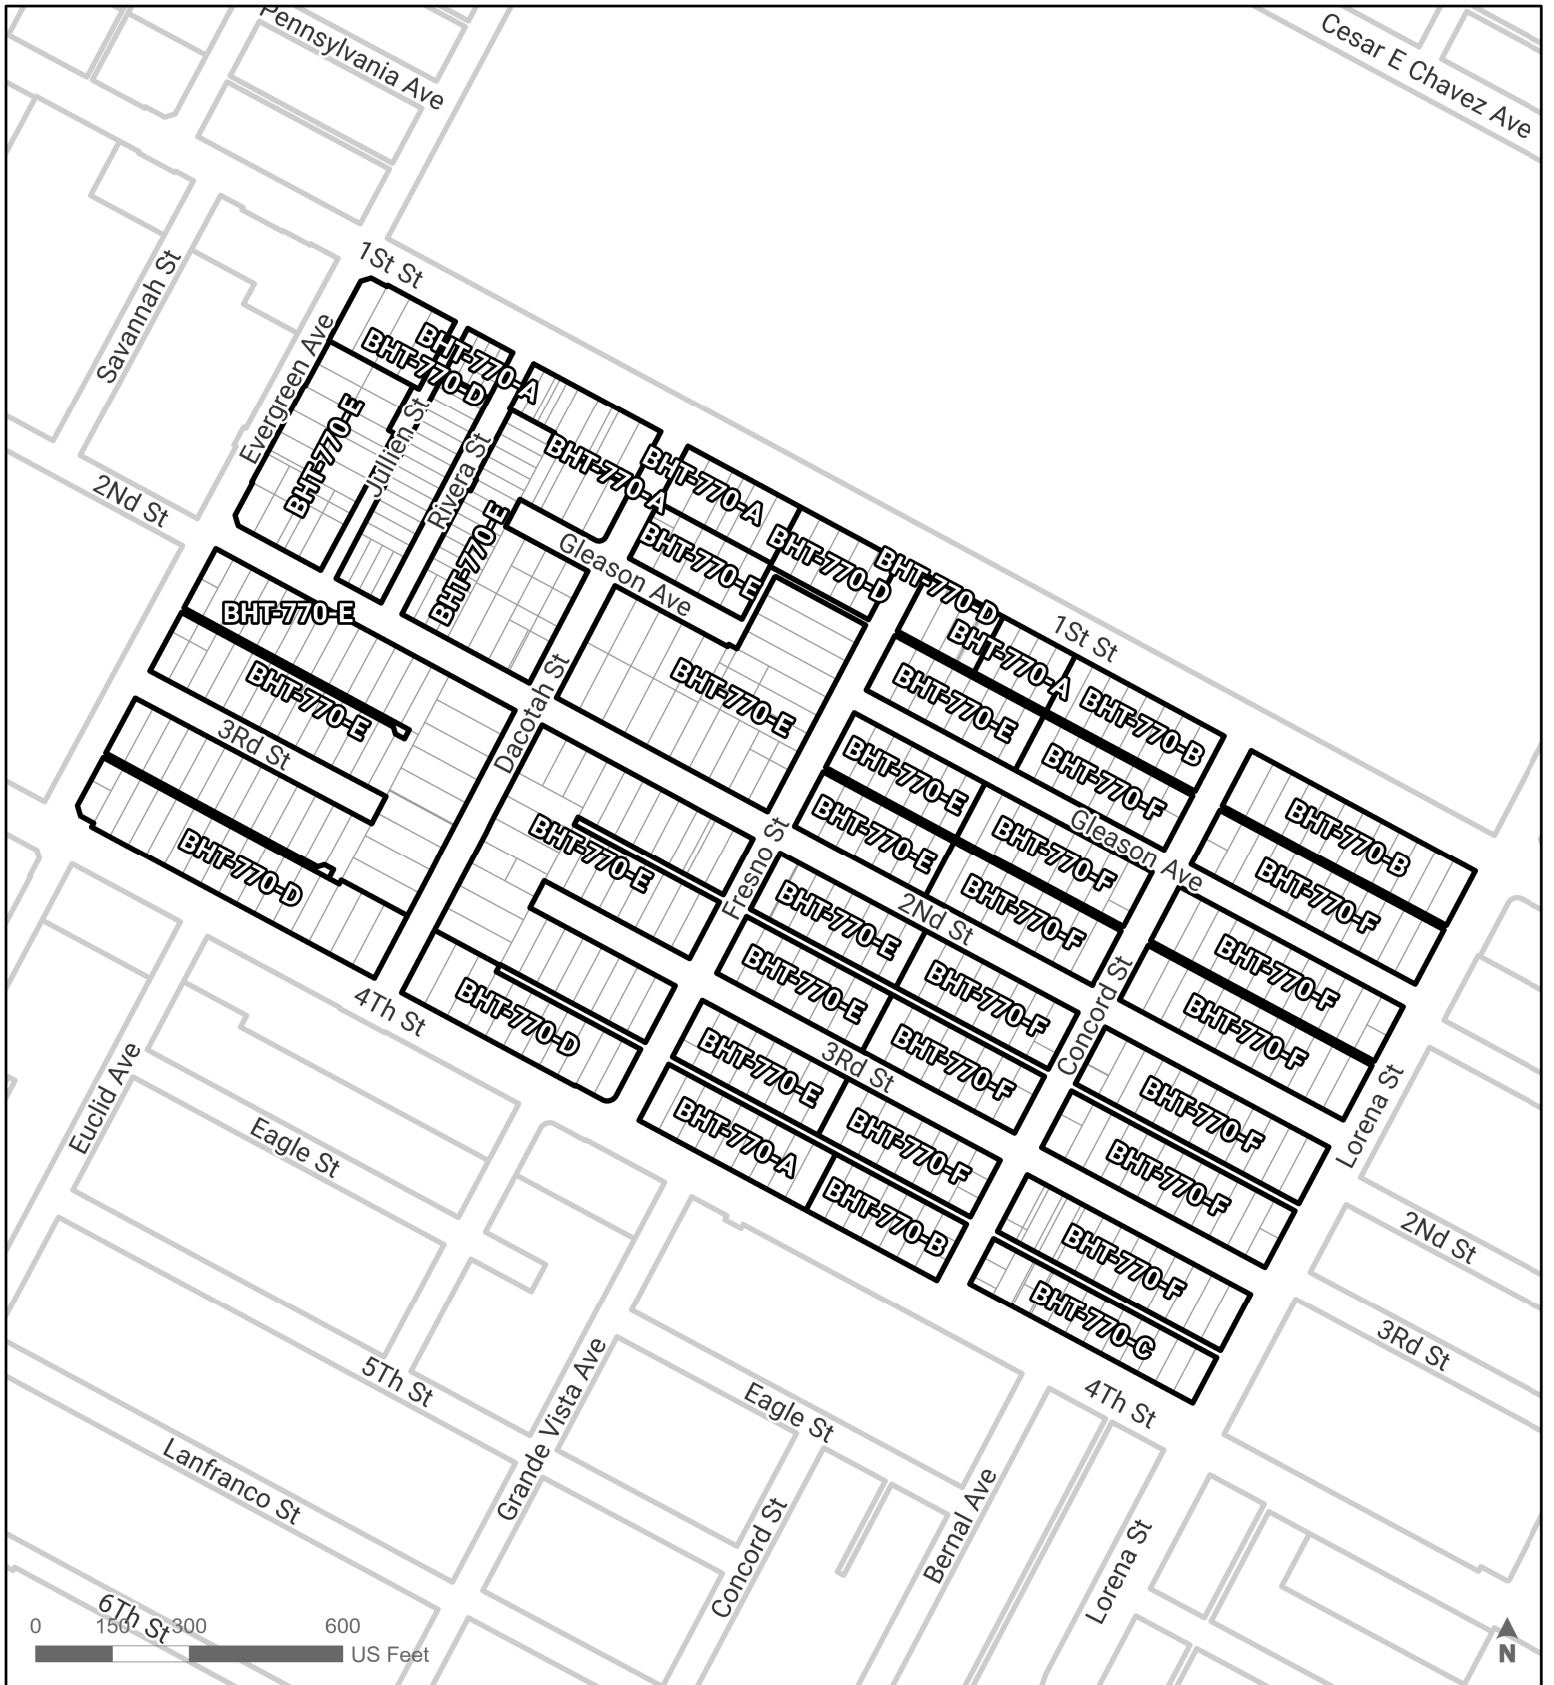 Pennsylvania Ave
Cesar E Chavez Ave
1St St
Savannah St
Evergreen Ave
BHT-770-A
BHT-770-D
BHT-770-E
Jullien St
Rivera St
BHT-770-E
BHT-770-A
BHT-770-A
BHT-770-D
BHT-770-D
2Nd St
Gleason Ave
BHT-770-E
BHT-770-E
BHT-770-A
1St St
BHT-770-B
BHT-770-E
BHT-770-F
BHT-770-E
BHT-770-E
3Rd St
BHT-770-D
Dacotah St
BHT-770-E
BHT-770-E
BHT-770-F
Gleason Ave
BHT-770-B
BHT-770-F
BHT-770-E
Fresno St
BHT-770-E
BHT-770-F
2Nd St
BHT-770-E
BHT-770-F
BHT-770-F
BHT-770-F
4Th St
BHT-770-D
BHT-770-E
BHT-770-F
3Rd St
Concord St
BHT-770-E
BHT-770-F
BHT-770-F
BHT-770-F
Lorena St
Euclid Ave
Eagle St
BHT-770-A
BHT-770-B
BHT-770-F
BHT-770-C
2Nd St
3Rd St
5Th St
Grande Vista Ave
Eagle St
4Th St
Lanfranco St
Concord St
Bernal Ave
Lorena St
6Th St
0 150 300 600
US Feet
N